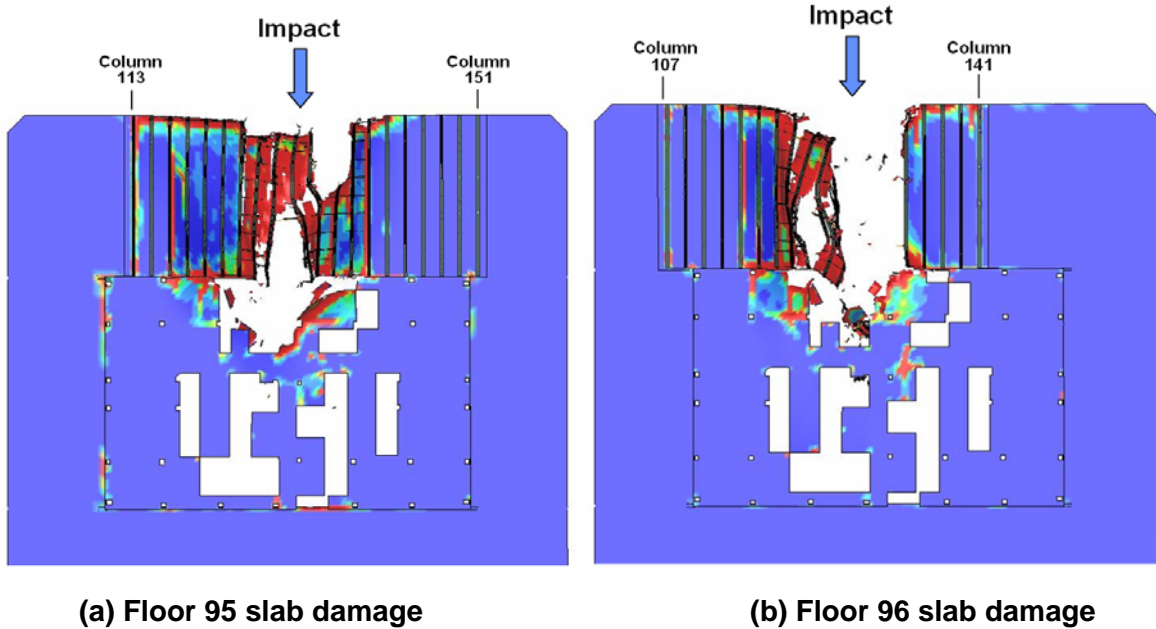 Impact
Column
113
Column
151
Impact
Column
107
Column
141
(a) Floor 95 slab damage
(b) Floor 96 slab damage